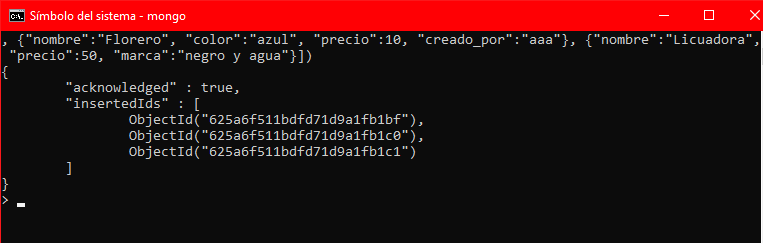 Símbolo del sistema - mongo
, {"nombre":"Florero", "color":"azul", "precio":10, "creado_por":"aaa"}, {"nombre":"Licuadora",
"precio":50, "marca":"negro y agua"}])
{
"acknowledged" : true,
"insertedIds" : [
ObjectId("625a6f511bdfd71d9a1fb1bf"),
ObjectId("625a6f511bdfd71d9a1fb1c0"),
ObjectId("625a6f511bdfd71d9a1fb1c1")
]
}
>